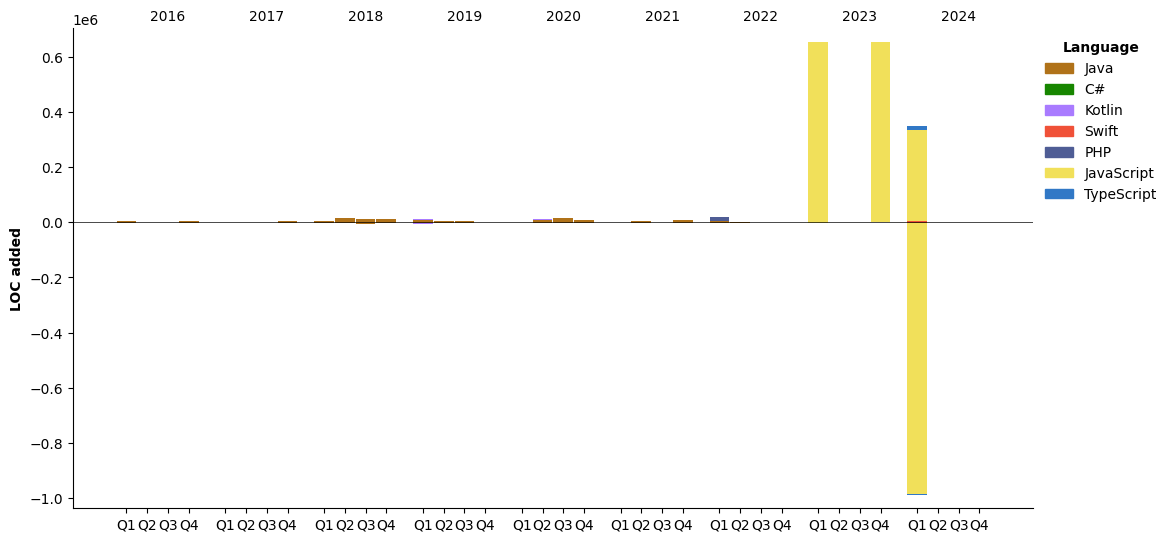 1e6
2016 2017 2018 2019 2020 2021 2022 2023 2024
Language
Java
C#
Kotlin
Swift
PHP
JavaScript
TypeScript
LOC added
0.6
0.4
0.2
0.0
−0.2
−0.4
−0.6
−0.8
−1.0
Q1 Q2 Q3 Q4 Q1 Q2 Q3 Q4 Q1 Q2 Q3 Q4 Q1 Q2 Q3 Q4 Q1 Q2 Q3 Q4 Q1 Q2 Q3 Q4 Q1 Q2 Q3 Q4 Q1 Q2 Q3 Q4 Q1 Q2 Q3 Q4